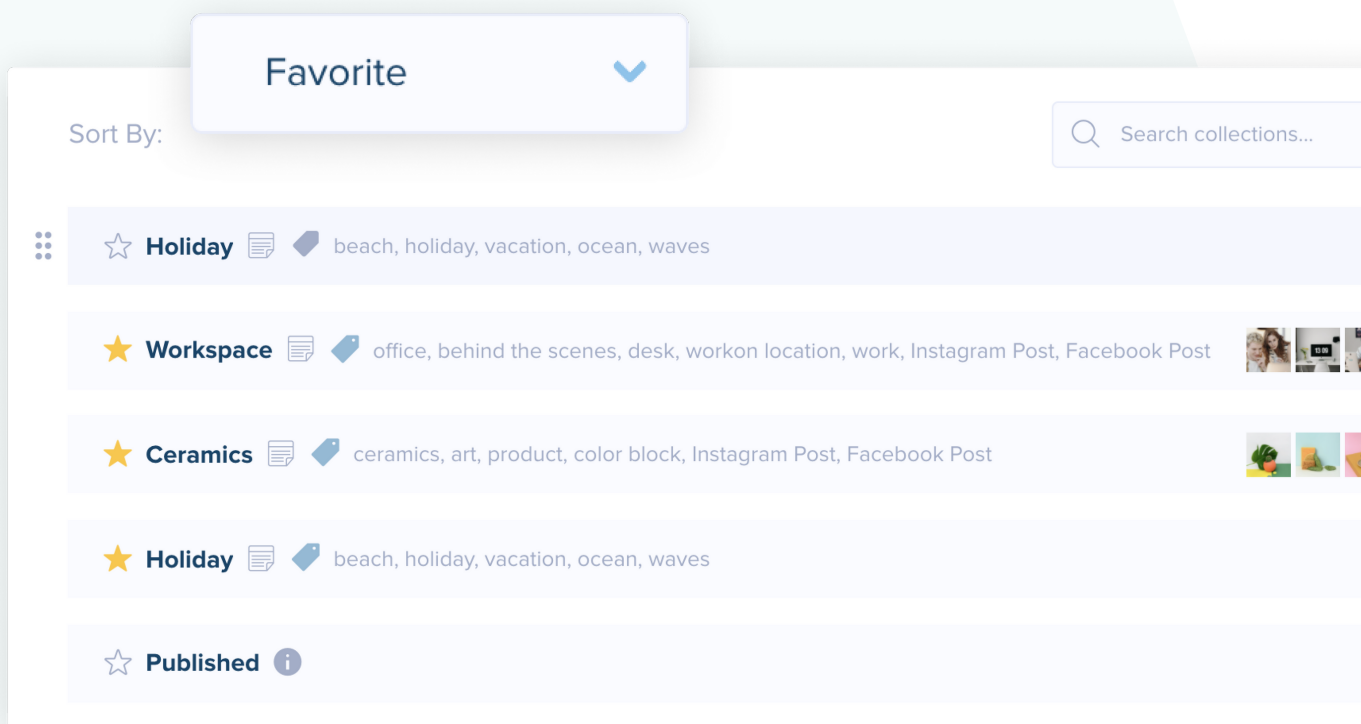 Favorite
Sort By:
Search collections...
Holiday beach, holiday, vacation, ocean, waves
Workspace office, behind the scenes, desk, workon location, work, Instagram Post, Facebook Post
Ceramics ceramics, art, product, color block, Instagram Post, Facebook Post
Holiday beach, holiday, vacation, ocean, waves
Published